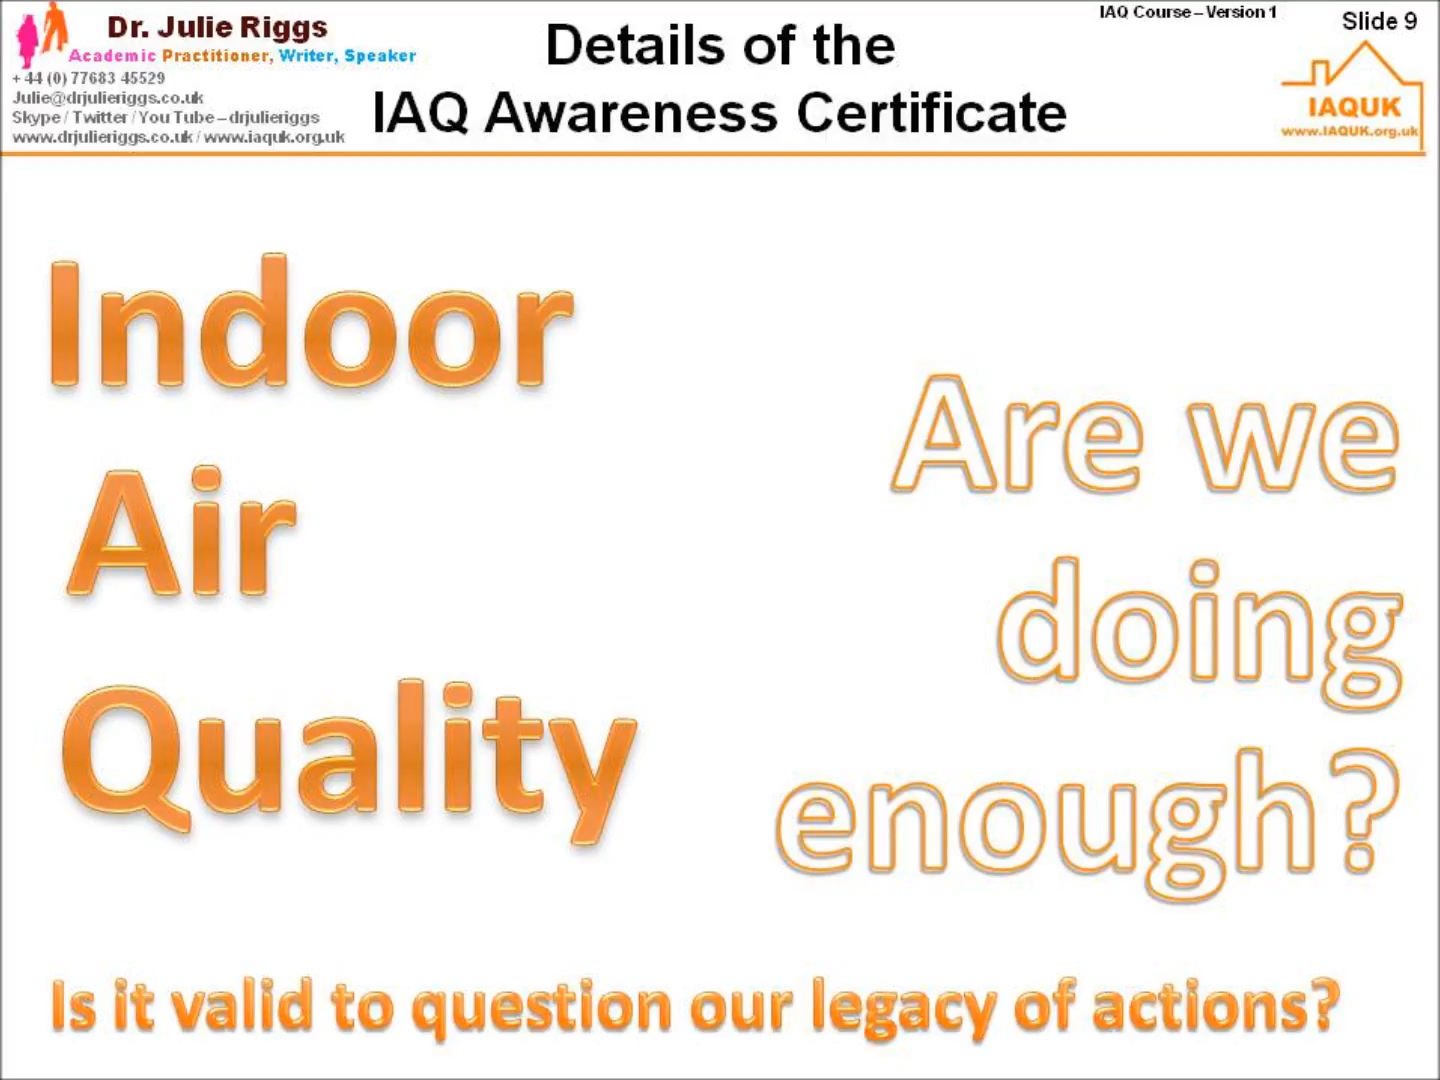 Dr. Julie Riggs
Academic Practitioner, Writer, Speaker
+ 44 (0) 77683 45529
Julie@drjulieriggs.co.uk
Skype / Twitter / You Tube – drjulieriggs
www.drjulieriggs.co.uk / www.iaquk.org.uk
Details of the
IAQ Awareness Certificate
IAQ Course – Version 1
Slide 9
IAQUK
www.IAQUK.org.uk
Indoor
Air
Quality
Are we
doing
enough?
Is it valid to question our legacy of actions?